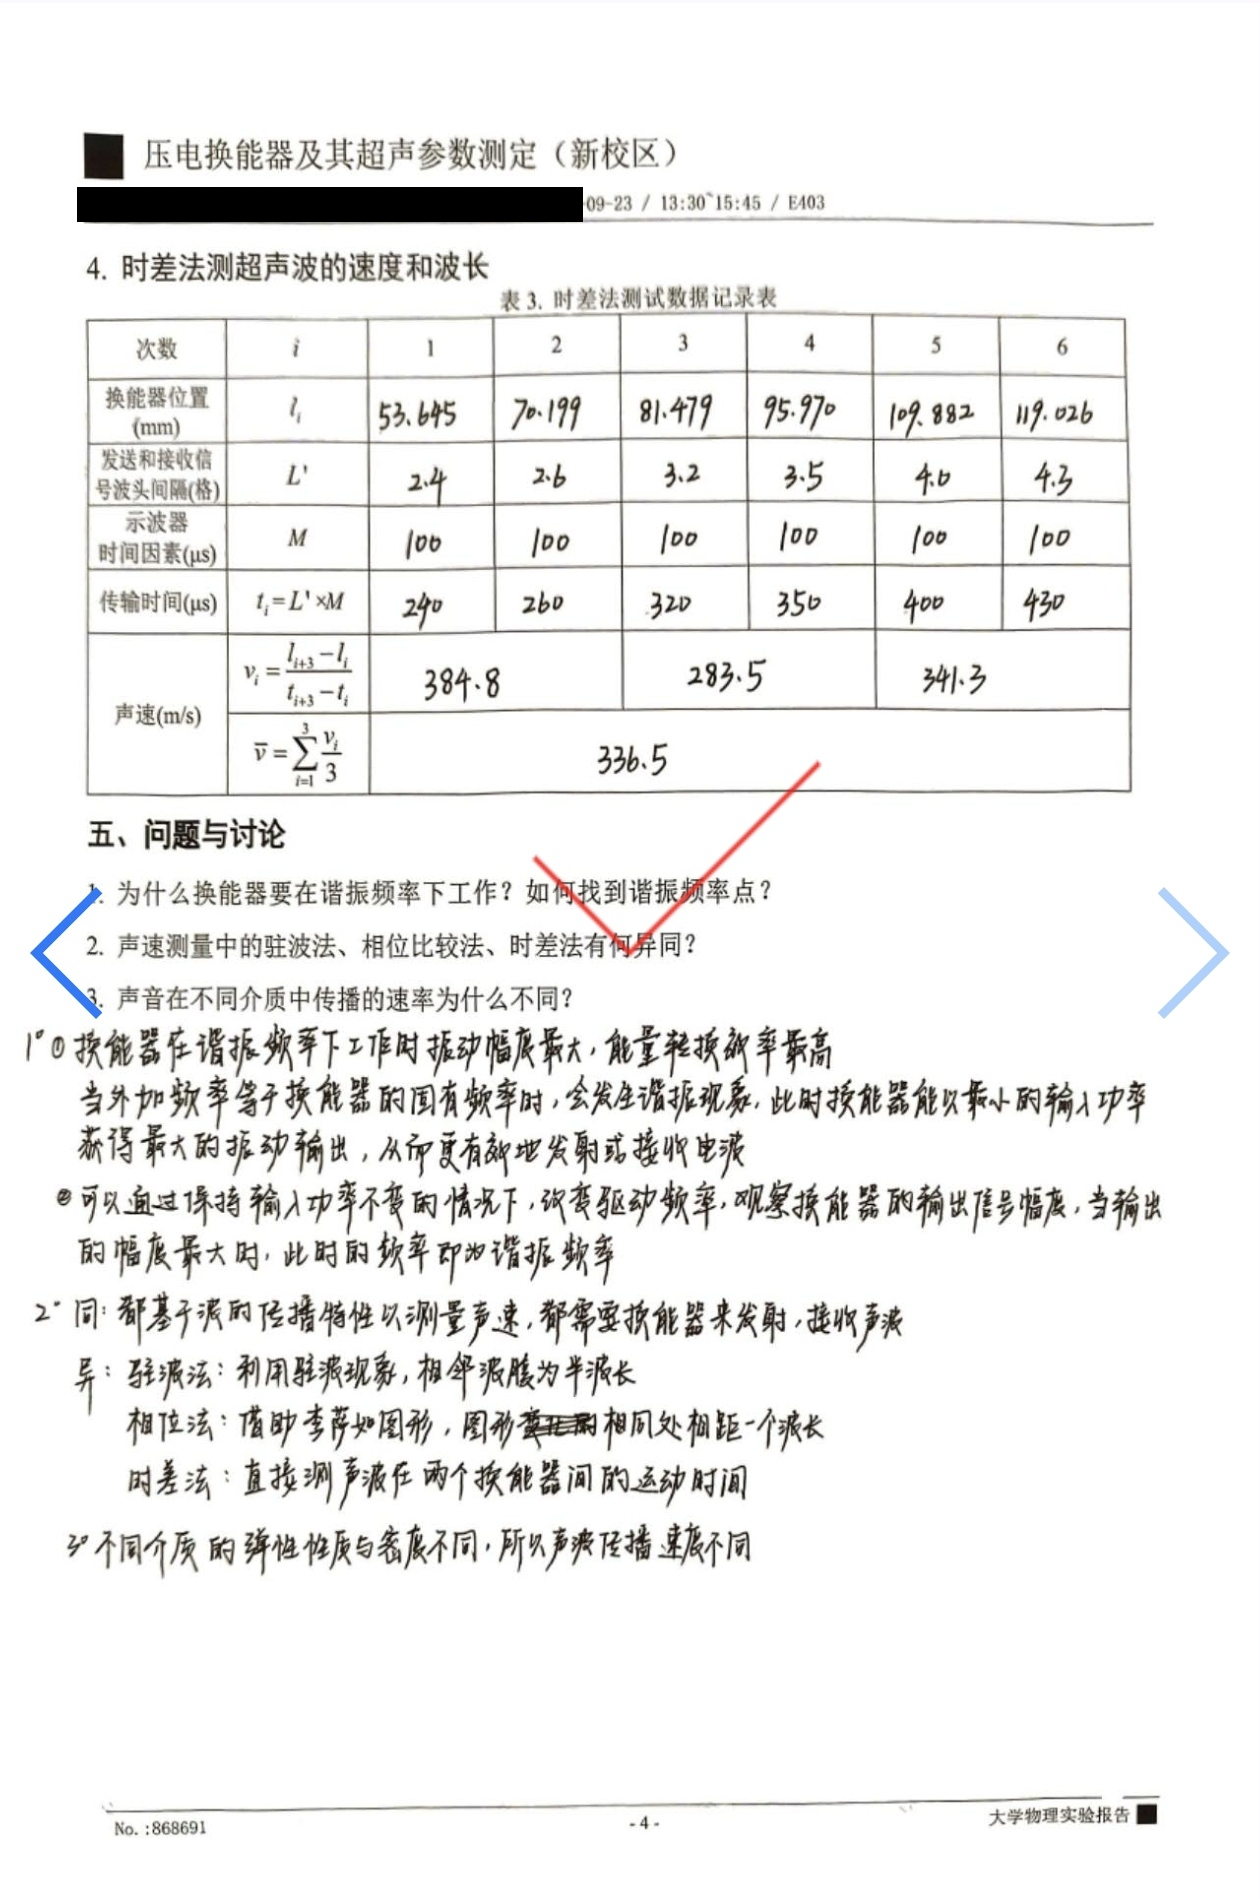 压电换能器及其超声参数测定（新校区）
-09-23 / 13:30~15:45 / E403
4. 时差法测超声波的速度和波长
表 3. 时差法测试数据记录表
次数 i 1 2 3 4 5 6
换能器位置(mm) lᵢ 53.645 70.199 81.479 95.970 109.882 119.026
发送和接收信号波头间隔(格) L' 2.4 2.6 3.2 3.5 4.0 4.3
示波器时间因素(μs) M 100 100 100 100 100 100
传输时间(μs) tᵢ=L'×M 240 260 320 350 400 430
声速(m/s) vᵢ = (lᵢ₊₃−lᵢ)/(tᵢ₊₃−tᵢ) 384.8 283.5 341.3
v̄ = ∑³ᵢ₌₁ vᵢ/3 336.5
五、问题与讨论
1. 为什么换能器要在谐振频率下工作？如何找到谐振频率点？
2. 声速测量中的驻波法、相位比较法、时差法有何异同？
3. 声音在不同介质中传播的速率为什么不同？
1° ① 换能器在谐振频率下工作时振动幅度最大，能量转换效率最高
当外加频率等于换能器的固有频率时，会发生谐振现象，此时换能器能以最小的输入功率
获得最大的振动输出，从而更有效地发射或接收电波
② 可以通过保持输入功率不变的情况下，改变驱动频率，观察换能器的输出信号幅度，当输出
的幅度最大时，此时的频率即为谐振频率
2° 同：都基于波的传播特性以测量声速，都需要换能器来发射，接收声波
异：驻波法：利用驻波现象，相邻波腹为半波长
相位法：借助李萨如图形，图形相同处相距一个波长
时差法：直接测声波在两个换能器间的运动时间
3° 不同介质的弹性性质与密度不同，所以声波传播速度不同
No.:868691
- 4 -
大学物理实验报告